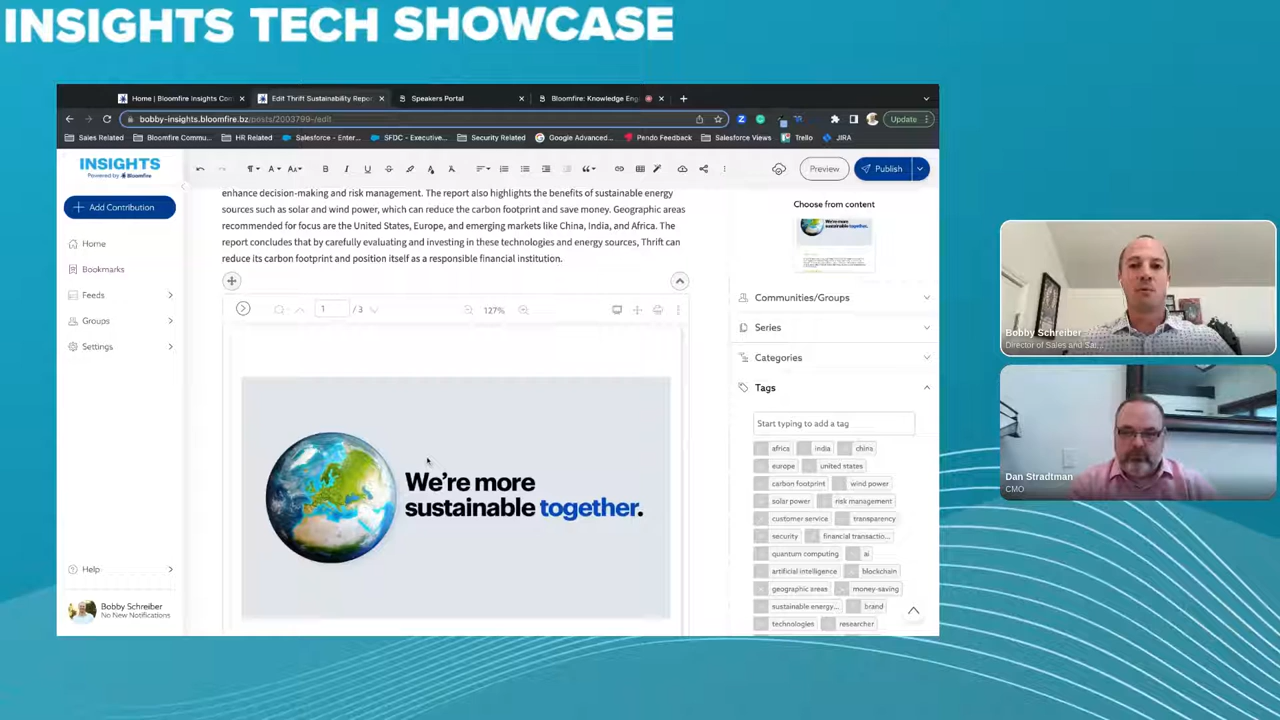 INSIGHTS TECH SHOWCASE
Home | Bloomfire Insights Con
Edit Thrift Sustainability Repor
Speakers Portal
Bloomfire: Knowledge Eng
bobby-insights.bloomfire.bz/posts/2003799-/edit
Update
Sales Related
Bloomfire Commu...
HR Related
Salesforce - Enter...
SFDC - Executive...
Security Related
Google Advanced...
Pendo Feedback
Salesforce Views
Trello
JIRA
INSIGHTS
Powered by Bloomfire
Preview
Publish
Add Contribution
Home
Bookmarks
Feeds
Groups
Settings
Help
Bobby Schreiber
No New Notifications
enhance decision-making and risk management. The report also highlights the benefits of sustainable energy
sources such as solar and wind power, which can reduce the carbon footprint and save money. Geographic areas
recommended for focus are the United States, Europe, and emerging markets like China, India, and Africa. The
report concludes that by carefully evaluating and investing in these technologies and energy sources, Thrift can
reduce its carbon footprint and position itself as a responsible financial institution.
1 / 3
127%
We're more
sustainable together.
Choose from content
We're more
sustainable together.
Communities/Groups
Series
Categories
Tags
Start typing to add a tag
africa india china
europe united states
carbon footprint wind power
solar power risk management
customer service transparency
security financial transactio...
quantum computing ai
artificial intelligence blockchain
geographic areas money-saving
sustainable energy... brand
technologies researcher
Bobby Schreiber
Director of Sales and Sa...
Dan Stradtman
CMO